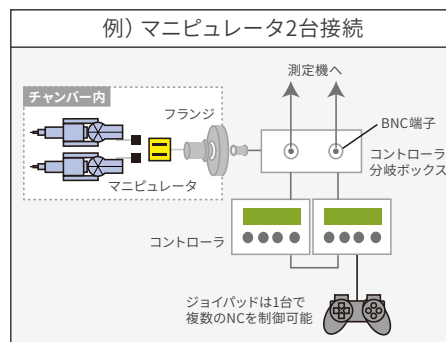 例）マニピュレータ2台接続
測定機へ
チャンバー内
フランジ
BNC端子
コントローラ
分岐ボックス
マニピュレータ
コントローラ
ジョイパッドは1台で
複数のNCを制御可能